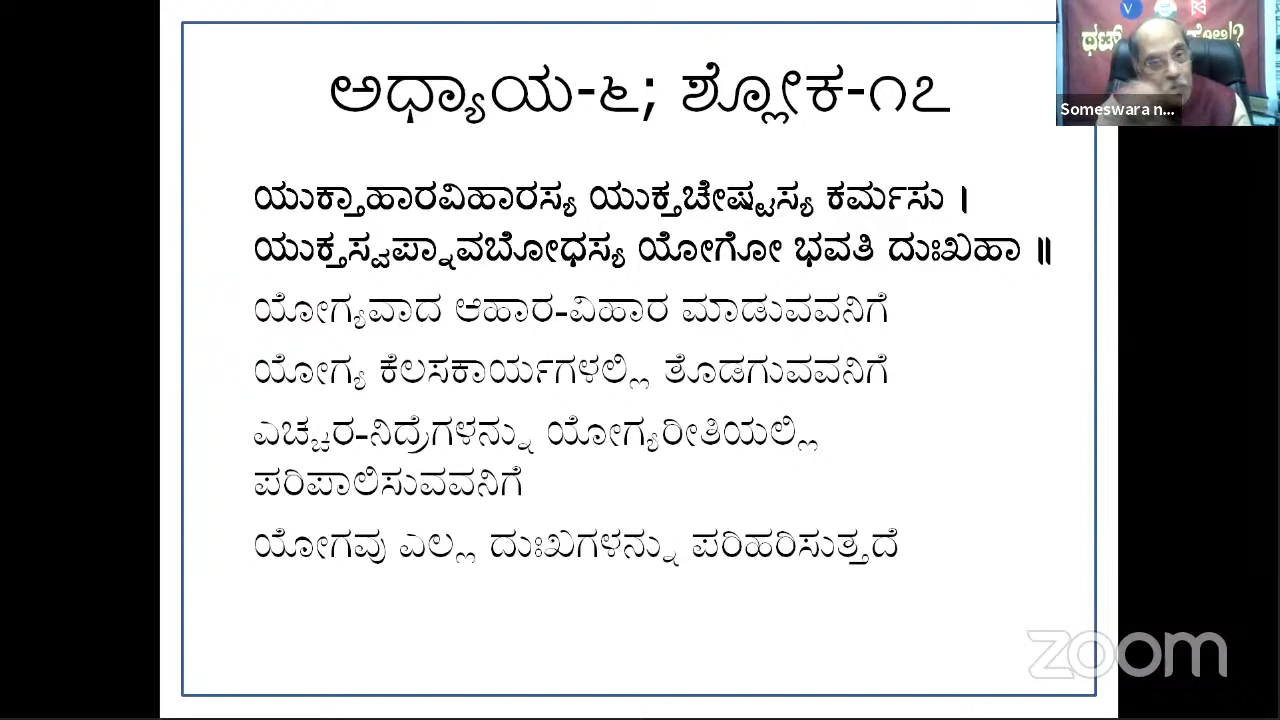 ಅಧ್ಯಾಯ-೬; ಶ್ಲೋಕ-೧೭
ಯುಕ್ತಾಹಾರವಿಹಾರಸ್ಯ ಯುಕ್ತಚೇಷ್ಟಸ್ಯ ಕರ್ಮಸು ।
ಯುಕ್ತಸ್ವಪ್ನಾವಬೋಧಸ್ಯ ಯೋಗೋ ಭವತಿ ದುಃಖಹಾ ॥
ಯೋಗ್ಯವಾದ ಆಹಾರ-ವಿಹಾರ ಮಾಡುವವನಿಗೆ
ಯೋಗ್ಯ ಕೆಲಸಕಾರ್ಯಗಳಲ್ಲಿ ತೊಡಗುವವನಿಗೆ
ಎಚ್ಚರ-ನಿದ್ರೆಗಳನ್ನು ಯೋಗ್ಯರೀತಿಯಲ್ಲಿ
ಪರಿಪಾಲಿಸುವವನಿಗೆ
ಯೋಗವು ಎಲ್ಲ ದುಃಖಗಳನ್ನು ಪರಿಹರಿಸುತ್ತದೆ
V
Someswara n...
zoom